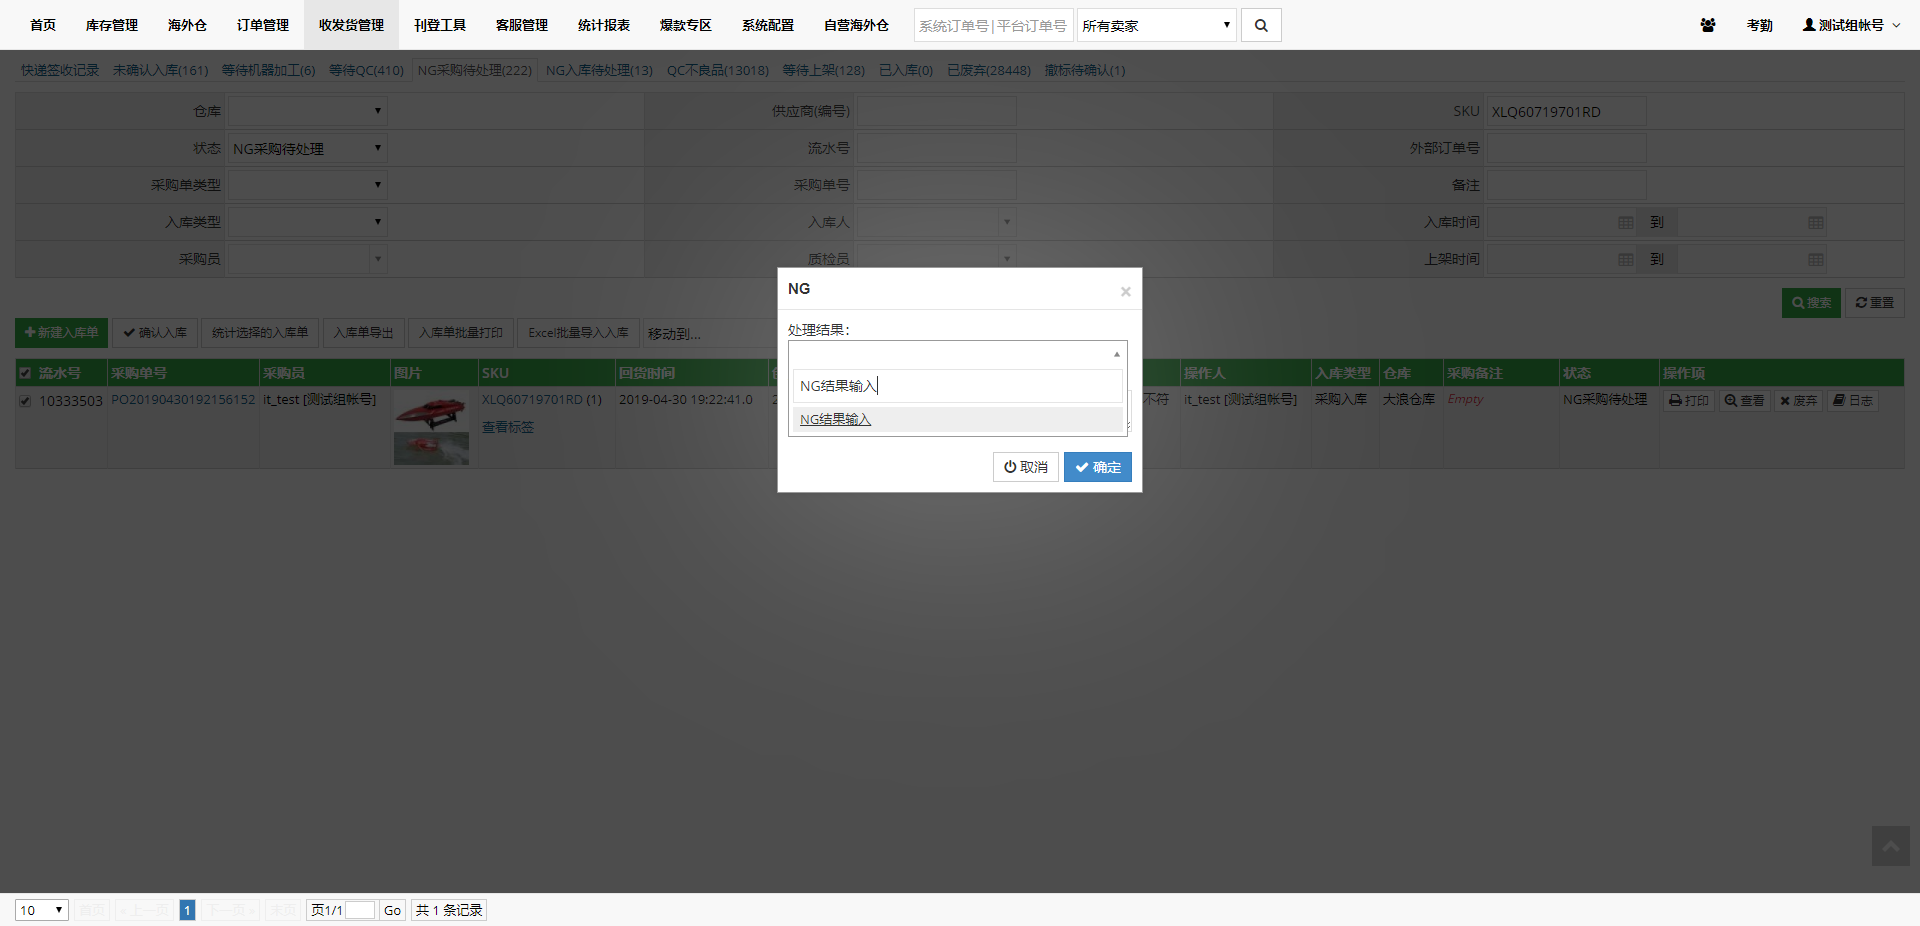 首页 库存管理 海外仓 订单管理 收发货管理 刊登工具 客服管理 统计报表 爆款专区 系统配置 自营海外仓 系统订单号|平台订单号 所有卖家 考勤 测试组帐号
快递签收记录 未确认入库(161) 等待机器加工(6) 等待QC(410) NG采购待处理(222) NG入库待处理(13) QC不良品(13018) 等待上架(128) 已入库(0) 已废弃(28448) 撤标待确认(1)
仓库 供应商(编号) SKU XLQ60719701RD
状态 NG采购待处理 流水号 外部订单号
采购单类型 采购单号 备注
入库类型 入库人 入库时间 到
采购员 质检员 上架时间 到
搜索 重置
新建入库单 确认入库 统计选择的入库单 入库单导出 入库单批量打印 Excel批量导入入库 移动到...
流水号 采购单号 采购员 图片 SKU 回货时间 操作人 入库类型 仓库 采购备注 状态 操作项
10333503 PO20190430192156152 it_test [测试组帐号] XLQ60719701RD (1) 2019-04-30 19:22:41.0 不符 it_test [测试组帐号] 采购入库 大浪仓库 Empty NG采购待处理 打印 查看 废弃 日志
查看标签
NG ×
处理结果：
NG结果输入
NG结果输入
取消 确定
10 首页 « 上一页 1 下一页 » 末页 页1/1 Go 共 1 条记录